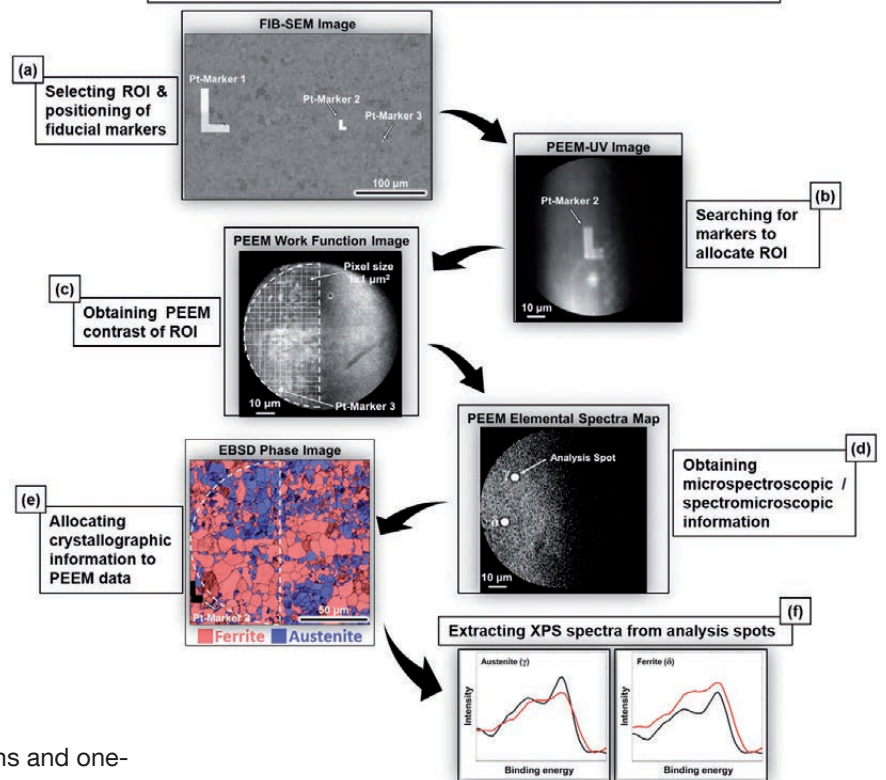 FIB-SEM Image
(a)
Selecting ROI &
positioning of
fiducial markers
Pt-Marker 1
Pt-Marker 2
Pt-Marker 3
100 µm
PEEM-UV Image
Pt-Marker 2
10 µm
(b)
Searching for
markers to
allocate ROI
PEEM Work Function Image
Pixel size
1x1 µm²
10 µm
Pt-Marker 3
(c)
Obtaining PEEM
contrast of ROI
PEEM Elemental Spectra Map
Analysis Spot
10 µm
(d)
Obtaining
microspectroscopic /
spectromicroscopic
information
EBSD Phase Image
50 µm
Ferrite Austenite
(e)
Allocating
crystallographic
information to
PEEM data
(f)
Extracting XPS spectra from analysis spots
Austenite (γ)
Intensity
Binding energy
Ferrite (δ)
Intensity
Binding energy
ns and one-